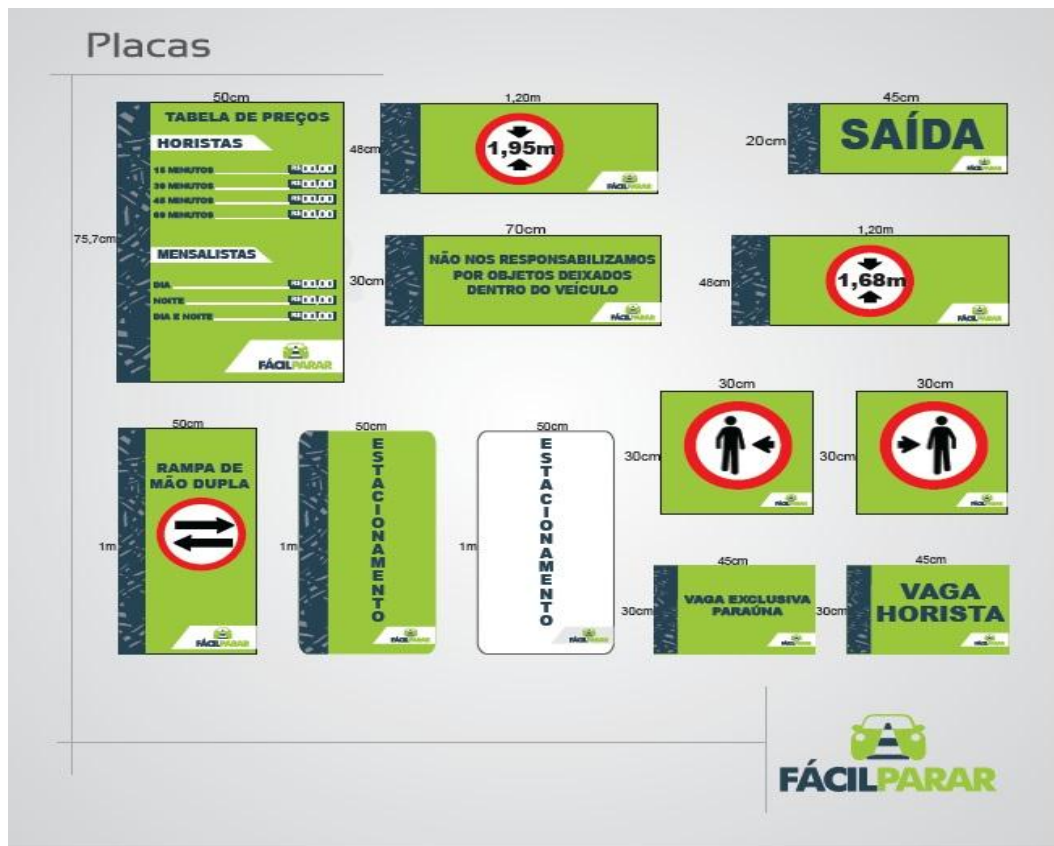 Placas
50cm
75,7cm
TABELA DE PREÇOS
HORISTAS
15 MINUTOS
30 MINUTOS
45 MINUTOS
60 MINUTOS
MENSALISTAS
DIA
NOITE
DIA E NOITE
FÁCILPARAR
1,20m
48cm
1,95m
FÁCILPARAR
45cm
20cm
SAÍDA
FÁCILPARAR
70cm
30cm
NÃO NOS RESPONSABILIZAMOS
POR OBJETOS DEIXADOS
DENTRO DO VEÍCULO
FÁCILPARAR
1,20m
48cm
1,68m
FÁCILPARAR
50cm
1m
RAMPA DE
MÃO DUPLA
FÁCILPARAR
50cm
1m
ESTACIONAMENTO
FÁCILPARAR
50cm
1m
ESTACIONAMENTO
FÁCILPARAR
30cm
30cm
FÁCILPARAR
30cm
30cm
FÁCILPARAR
45cm
30cm
VAGA EXCLUSIVA
PARAÚNA
FÁCILPARAR
45cm
30cm
VAGA
HORISTA
FÁCILPARAR
FÁCILPARAR